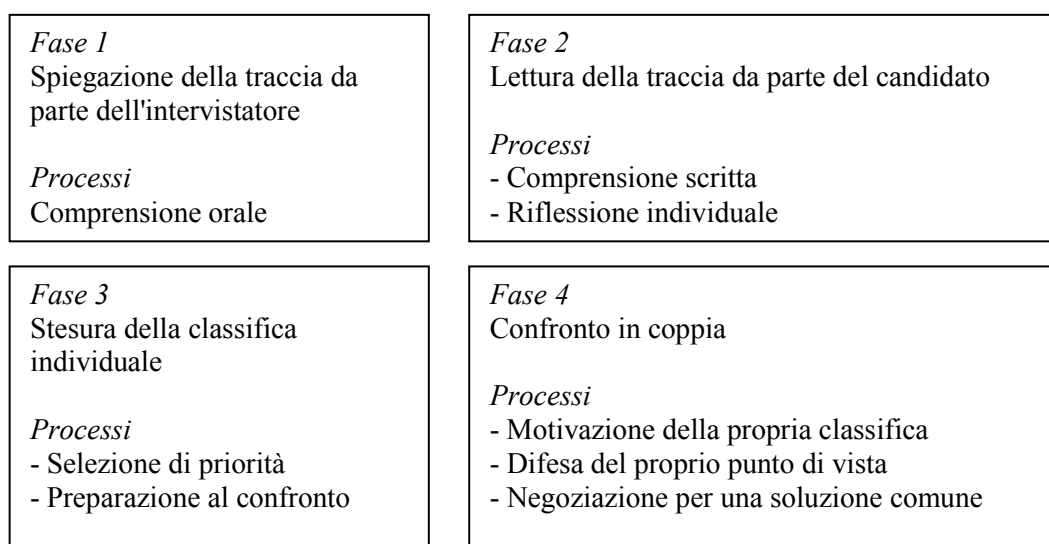 Fase 1
Spiegazione della traccia da
parte dell'intervistatore
Processi
Comprensione orale
Fase 2
Lettura della traccia da parte del candidato
Processi
- Comprensione scritta
- Riflessione individuale
Fase 3
Stesura della classifica
individuale
Processi
- Selezione di priorità
- Preparazione al confronto
Fase 4
Confronto in coppia
Processi
- Motivazione della propria classifica
- Difesa del proprio punto di vista
- Negoziazione per una soluzione comune